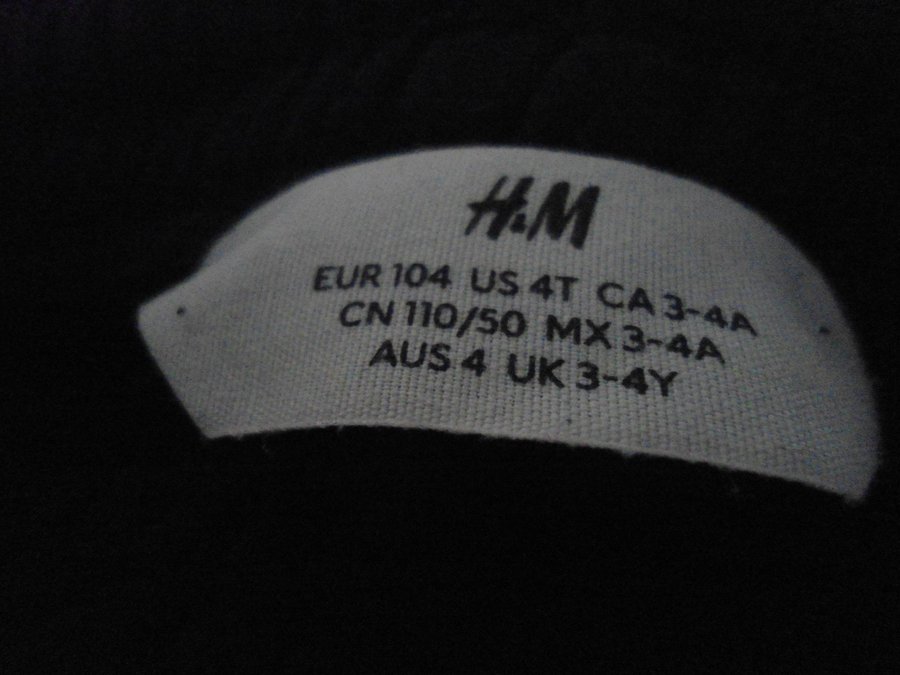 H&M
EUR 104 US 4T CA 3-4A
CN 110/50 MX 3-4A
AUS 4 UK 3-4Y